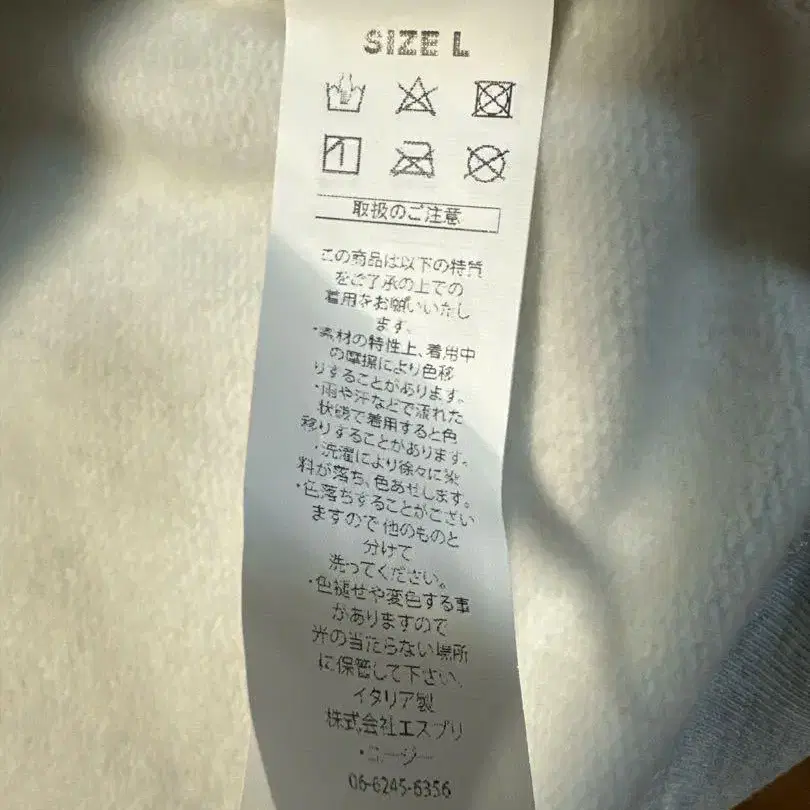 SIZE L
取扱のご注意
この商品は以下の特質
をご了承の上での
着用をお願いいたし
ます。
・素材の特性上、着用中
の摩擦により色移
りすることがあります。
・雨や汗などで濡れた
状態で着用すると色
移りすることがあります。
・洗濯により徐々に染
料が落ち、色あせします。
・色落ちすることがござい
ますので他のものと
分けて
洗ってください。
・色褪せや変色する事
がありますので
光の当たらない場所
に保管して下さい。
イタリア製
株式会社エスプリ
・ユージー
06-6245-6356